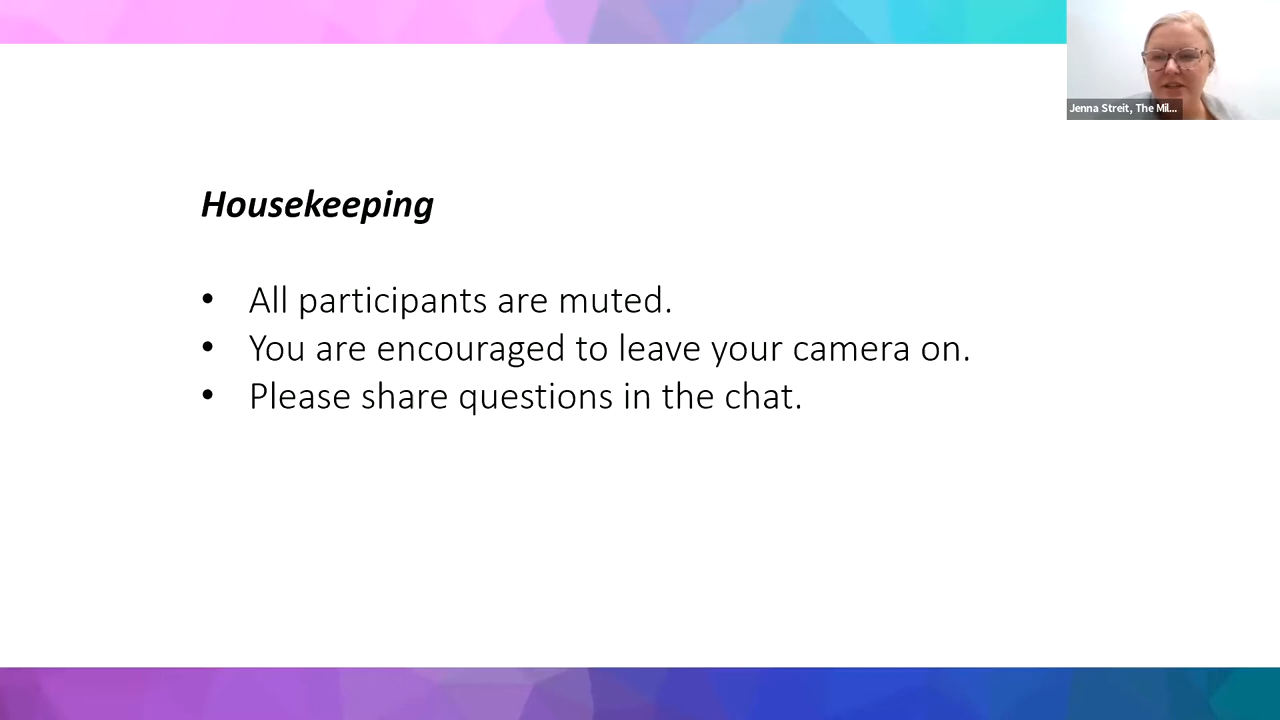 Jenna Streit, The Mil...
Housekeeping
• All participants are muted.
• You are encouraged to leave your camera on.
• Please share questions in the chat.